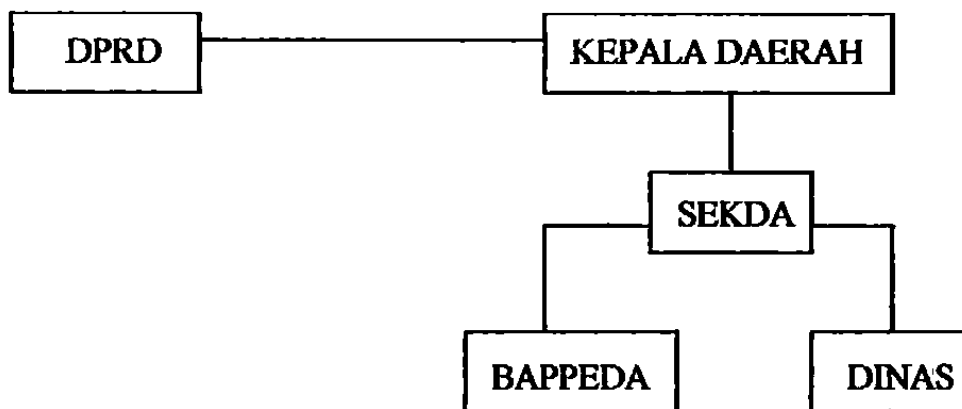 DPRD
KEPALA DAERAH
SEKDA
BAPPEDA
DINAS